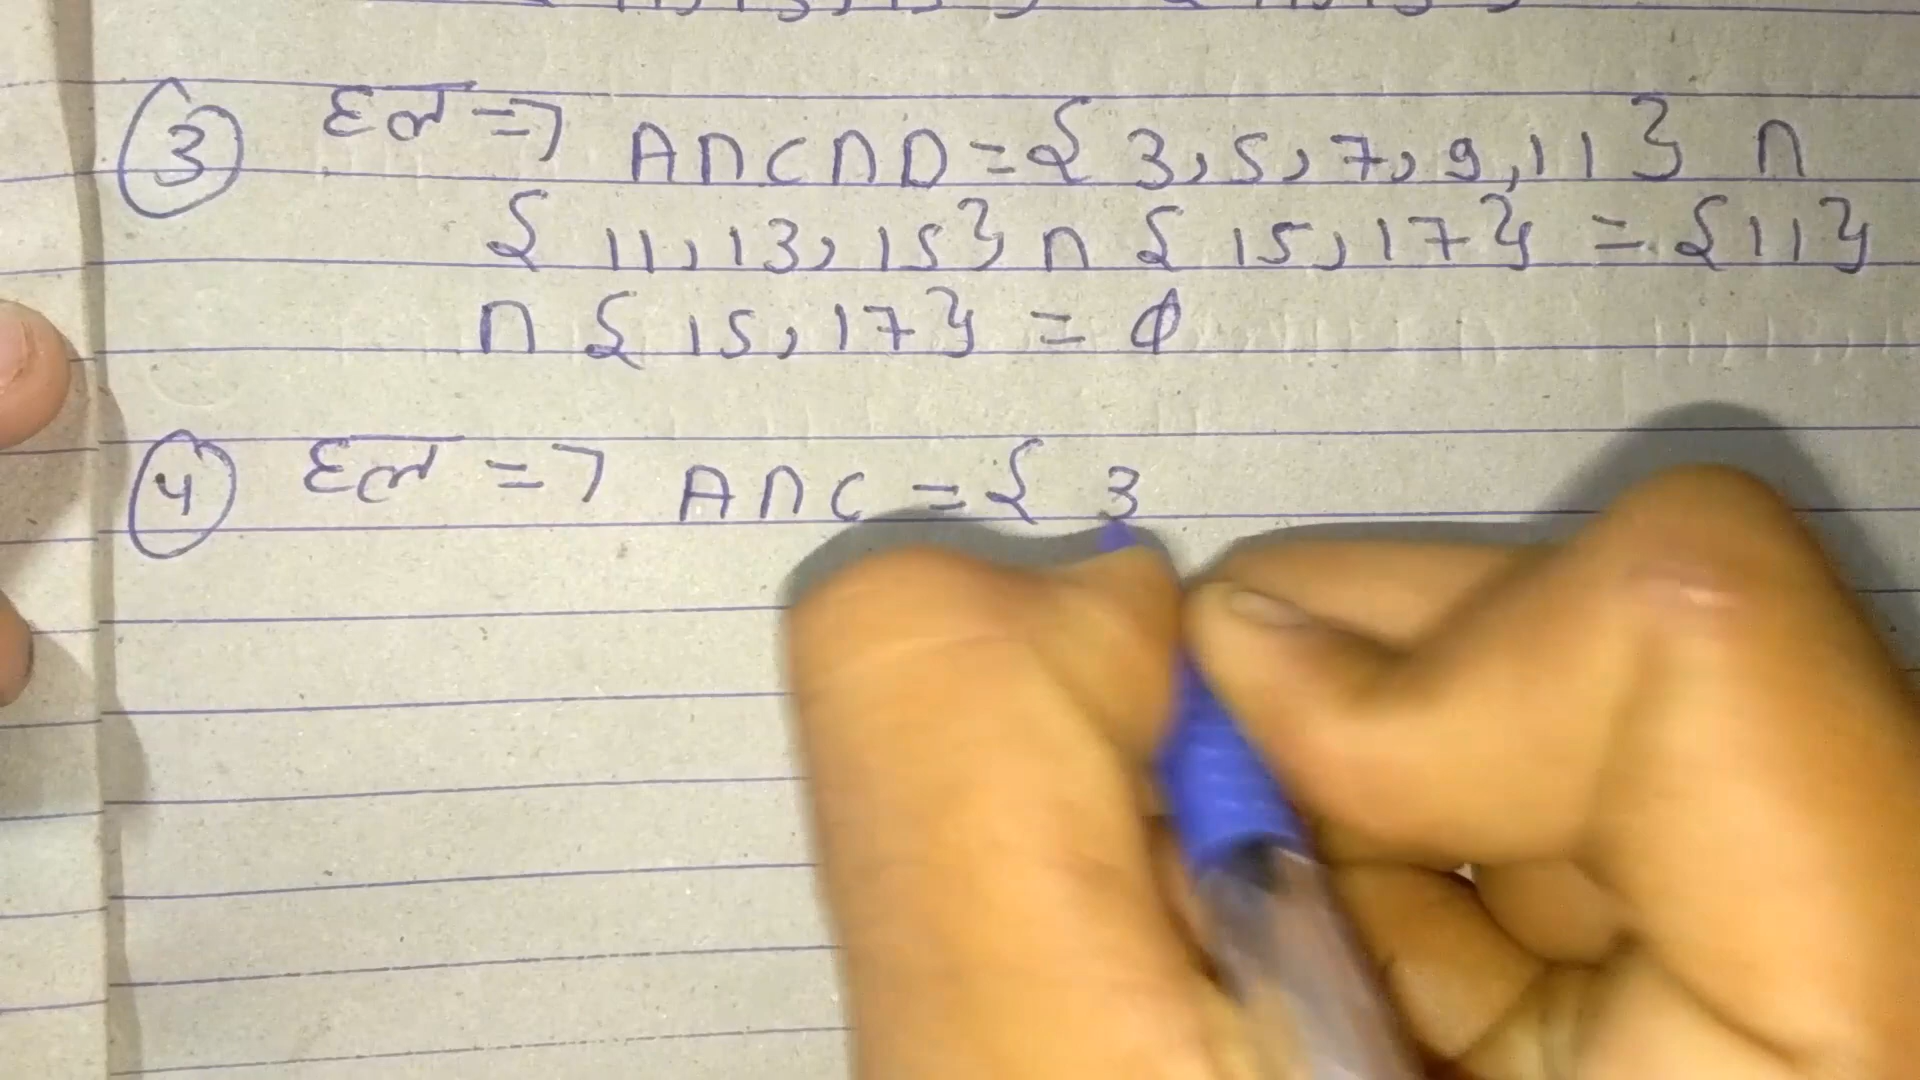 3 हल => A∩C∩D = { 3, 5, 7, 9, 11 } ∩
{ 11, 13, 15 } ∩ { 15, 17 } = { 11 }
∩ { 15, 17 } = ϕ
4 हल => A∩C = { 3